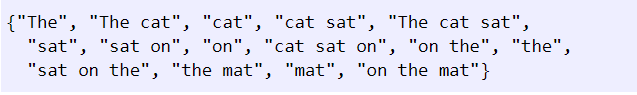 {"The", "The cat", "cat", "cat sat", "The cat sat",
"sat", "sat on", "on", "cat sat on", "on the", "the",
"sat on the", "the mat", "mat", "on the mat"}